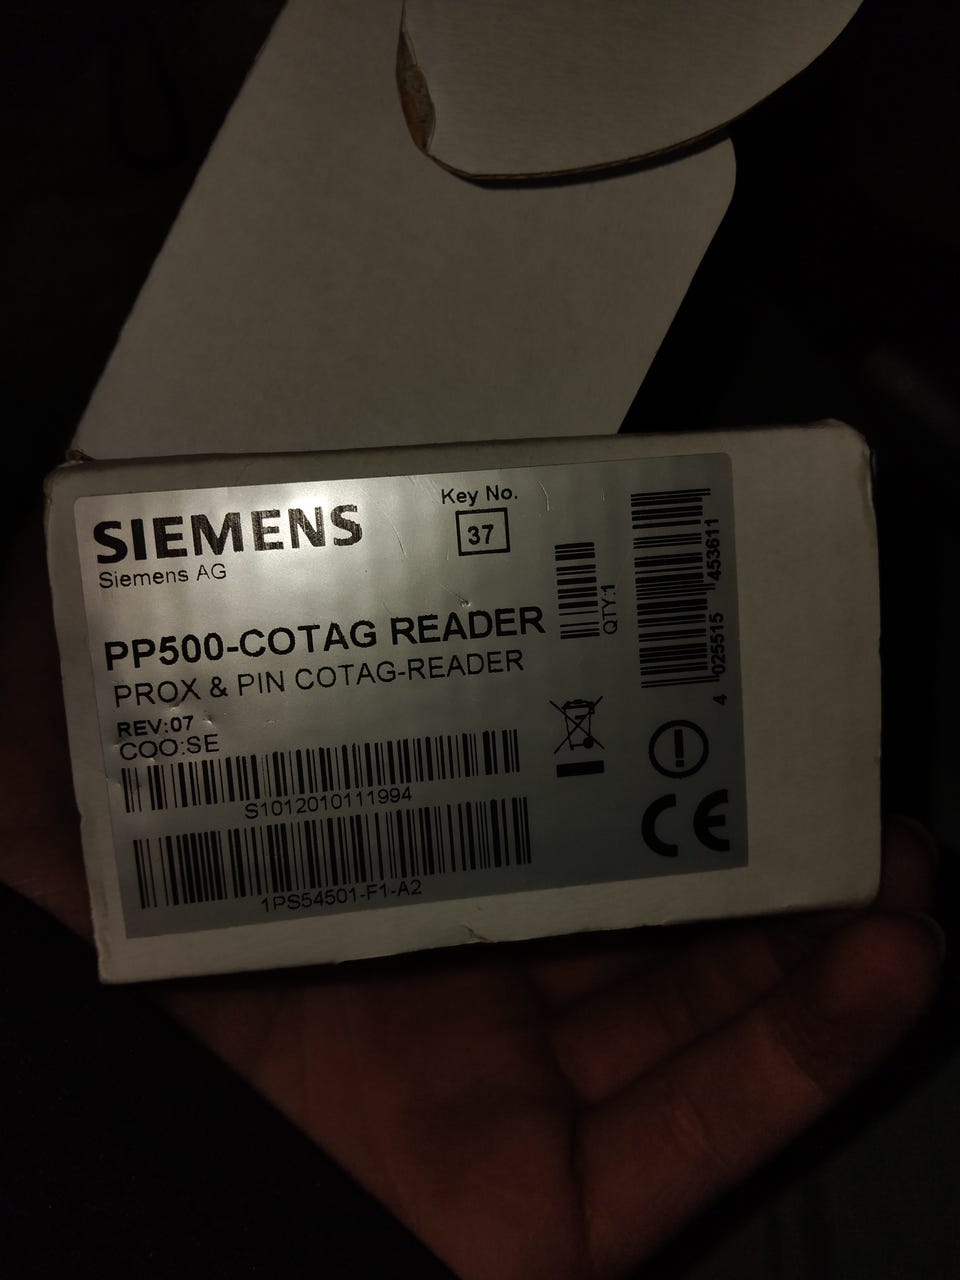 SIEMENS
Siemens AG
Key No.
37
PP500-COTAG READER
PROX & PIN COTAG-READER
REV:07
COO:SE
S1012010111994
1PS54501-F1-A2
QTY:1
4 025515 453611
CE